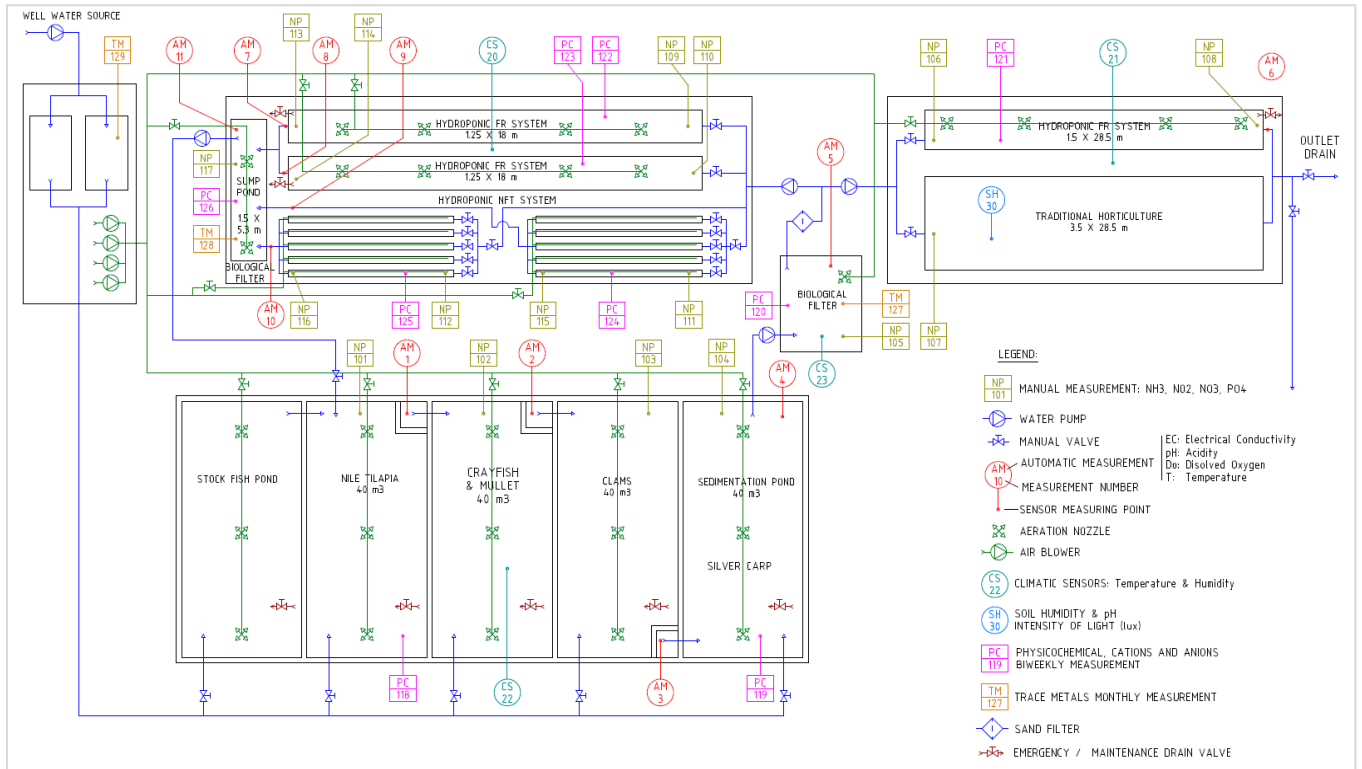 WELL WATER SOURCE
TM
129
AM
11
AM
7
NP
113
NP
114
AM
8
AM
9
CS
20
PC
123
PC
122
NP
109
NP
110
NP
106
PC
121
CS
21
NP
108
AM
6
HYDROPONIC FR SYSTEM
1.25 X 18 m
HYDROPONIC FR SYSTEM
1.25 X 18 m
HYDROPONIC NFT SYSTEM
HYDROPONIC FR SYSTEM
1.5 X 28.5 m
OUTLET
DRAIN
TRADITIONAL HORTICULTURE
3.5 X 28.5 m
SH
30
AM
5
NP
117
PC
126
TM
128
SUMP
POND
1.5 X
5.3 m
BIOLOGICAL
FILTER
AM
10
NP
116
PC
125
NP
112
NP
115
PC
124
NP
111
PC
120
BIOLOGICAL
FILTER
TM
127
NP
105
CS
23
NP
107
NP
101
AM
1
NP
102
AM
2
NP
103
NP
104
AM
4
STOCK FISH POND
NILE TILAPIA
40 m3
CRAYFISH
& MULLET
40 m3
CLAMS
40 m3
SEDIMENTATION POND
40 m3
SILVER CARP
PC
118
CS
22
AM
3
PC
119
LEGEND:
NP
101
MANUAL MEASUREMENT: NH3, NO2, NO3, PO4
WATER PUMP
MANUAL VALVE
AM
10
AUTOMATIC MEASUREMENT
MEASUREMENT NUMBER
EC: Electrical Conductivity
pH: Acidity
Do: Disolved Oxygen
T: Temperature
SENSOR MEASURING POINT
AERATION NOZZLE
AIR BLOWER
CS
22
CLIMATIC SENSORS: Temperature & Humidity
SH
30
SOIL HUMIDITY & pH
INTENSITY OF LIGHT (lux)
PC
119
PHYSICOCHEMICAL, CATIONS AND ANIONS
BIWEEKLY MEASUREMENT
TM
127
TRACE METALS MONTHLY MEASUREMENT
SAND FILTER
EMERGENCY / MAINTENANCE DRAIN VALVE